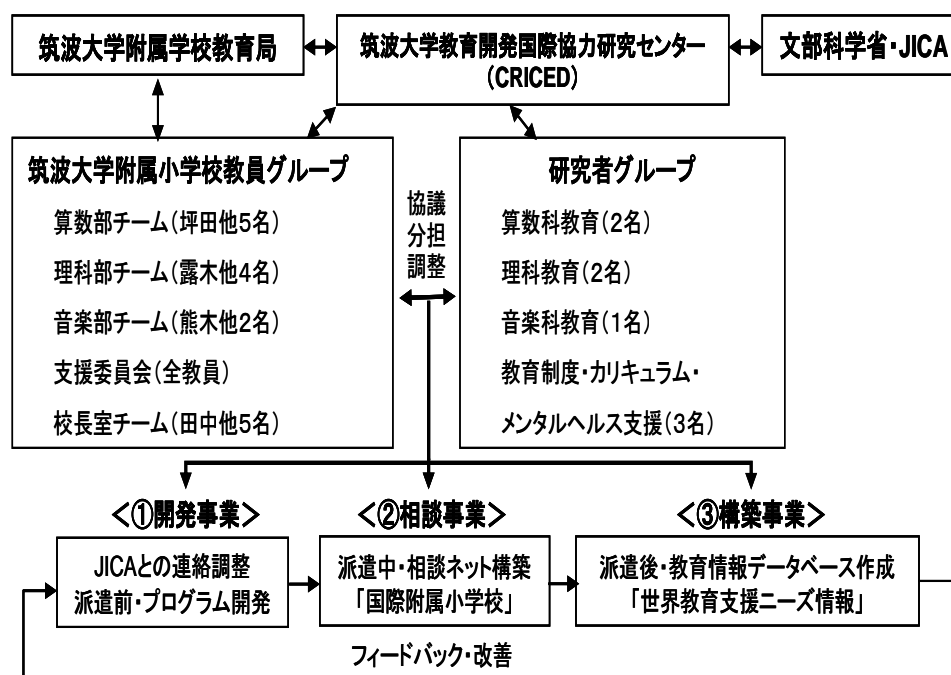 筑波大学附属学校教育局
筑波大学教育開発国際協力研究センター
(CRICED)
文部科学省・JICA
筑波大学附属小学校教員グループ
算数部チーム(坪田他5名)
理科部チーム(露木他4名)
音楽部チーム(熊木他2名)
支援委員会(全教員)
校長室チーム(田中他5名)
協議
分担
調整
研究者グループ
算数科教育(2名)
理科教育(2名)
音楽科教育(1名)
教育制度・カリキュラム・
メンタルヘルス支援(3名)
<①開発事業>
JICAとの連絡調整
派遣前・プログラム開発
<②相談事業>
派遣中・相談ネット構築
「国際附属小学校」
<③構築事業>
派遣後・教育情報データベース作成
「世界教育支援ニーズ情報」
フィードバック・改善